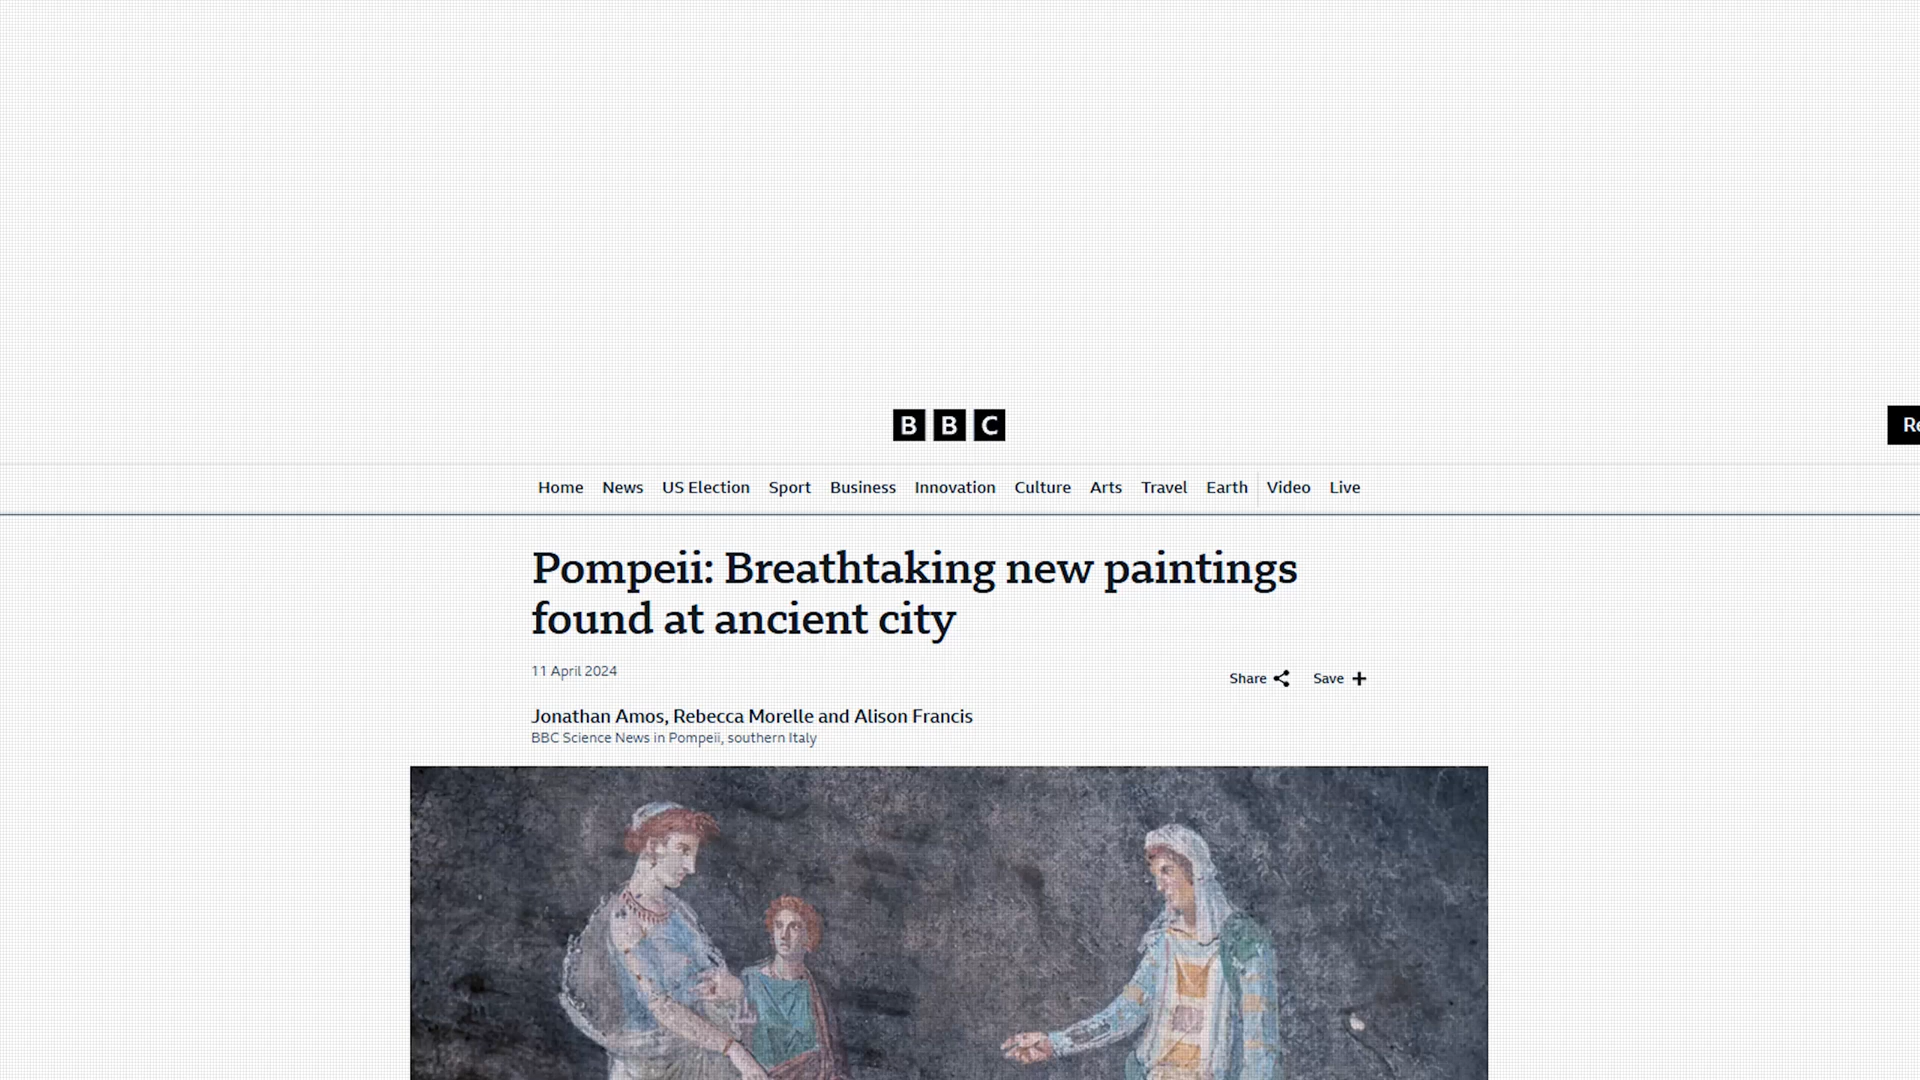 BBC
Re
Home News US Election Sport Business Innovation Culture Arts Travel Earth Video Live
Pompeii: Breathtaking new paintings
found at ancient city
11 April 2024
Share Save
Jonathan Amos, Rebecca Morelle and Alison Francis
BBC Science News in Pompeii, southern Italy